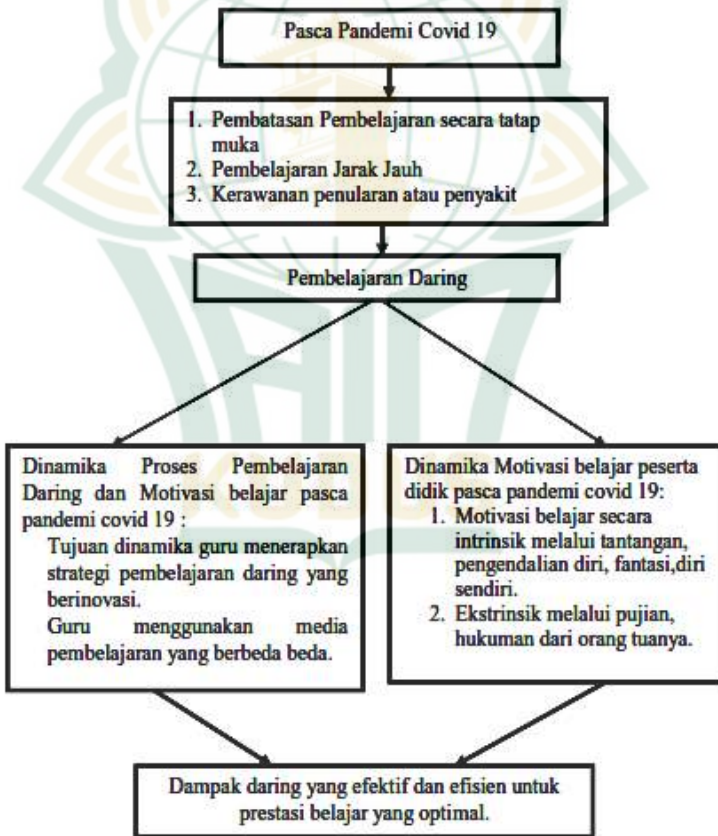 Pasca Pandemi Covid 19
1. Pembatasan Pembelajaran secara tatap
muka
2. Pembelajaran Jarak Jauh
3. Kerawanan penularan atau penyakit
Pembelajaran Daring
Dinamika Proses Pembelajaran
Daring dan Motivasi belajar pasca
pandemi covid 19 :
Tujuan dinamika guru menerapkan
strategi pembelajaran daring yang
berinovasi.
Guru menggunakan media
pembelajaran yang berbeda beda.
Dinamika Motivasi belajar peserta
didik pasca pandemi covid 19:
1. Motivasi belajar secara
intrinsik melalui tantangan,
pengendalian diri, fantasi,diri
sendiri.
2. Ekstrinsik melalui pujian,
hukuman dari orang tuanya.
Dampak daring yang efektif dan efisien untuk
prestasi belajar yang optimal.
KUDUS